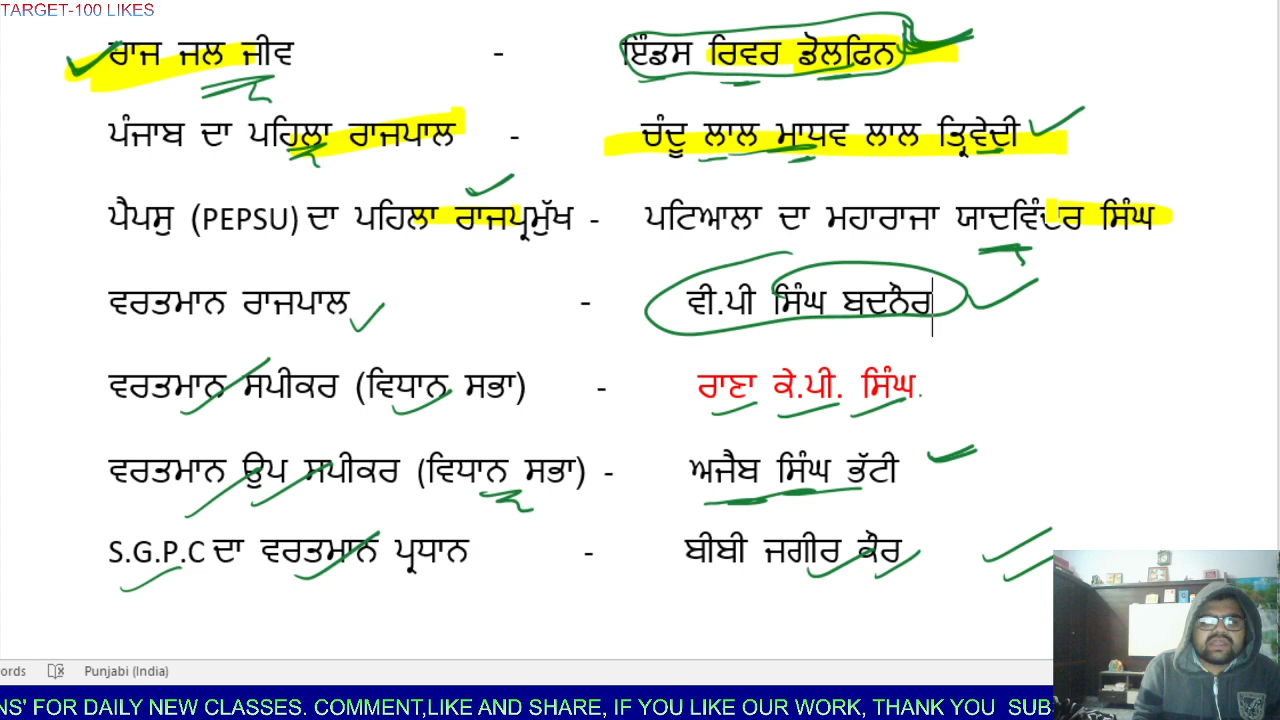 TARGET-100 LIKES
ਰਾਜ ਜਲ ਜੀਵ - ਇੰਡਸ ਰਿਵਰ ਡੋਲਫਿਨ
ਪੰਜਾਬ ਦਾ ਪਹਿਲਾ ਰਾਜਪਾਲ - ਚੰਦੂ ਲਾਲ ਮਾਧਵ ਲਾਲ ਤ੍ਰਿਵੇਦੀ
ਪੈਪਸੁ (PEPSU) ਦਾ ਪਹਿਲਾ ਰਾਜਪ੍ਰਮੁੱਖ - ਪਟਿਆਲਾ ਦਾ ਮਹਾਰਾਜਾ ਯਾਦਵਿੰਦਰ ਸਿੰਘ
ਵਰਤਮਾਨ ਰਾਜਪਾਲ - ਵੀ.ਪੀ ਸਿੰਘ ਬਦਨੌਰ
ਵਰਤਮਾਨ ਸਪੀਕਰ (ਵਿਧਾਨ ਸਭਾ) - ਰਾਣਾ ਕੇ.ਪੀ. ਸਿੰਘ
ਵਰਤਮਾਨ ਉਪ ਸਪੀਕਰ (ਵਿਧਾਨ ਸਭਾ) - ਅਜੈਬ ਸਿੰਘ ਭੱਟੀ
S.G.P.C ਦਾ ਵਰਤਮਾਨ ਪ੍ਰਧਾਨ - ਬੀਬੀ ਜਗੀਰ ਕੌਰ
ords Punjabi (India)
NS' FOR DAILY NEW CLASSES. COMMENT,LIKE AND SHARE, IF YOU LIKE OUR WORK, THANK YOU SUB